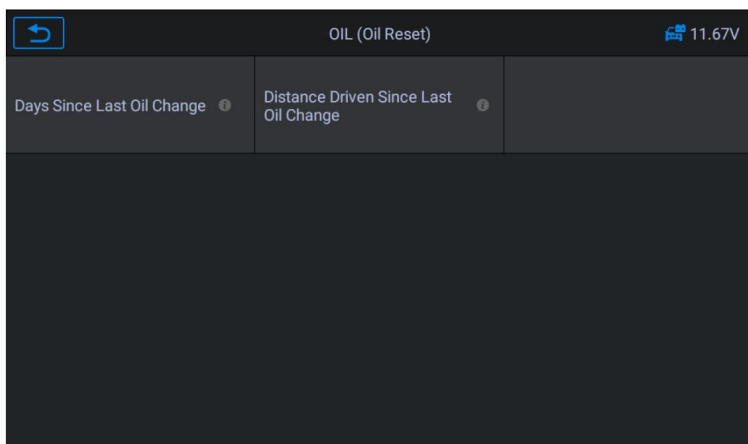 OIL (Oil Reset)
11.67V
Days Since Last Oil Change
Distance Driven Since Last
Oil Change